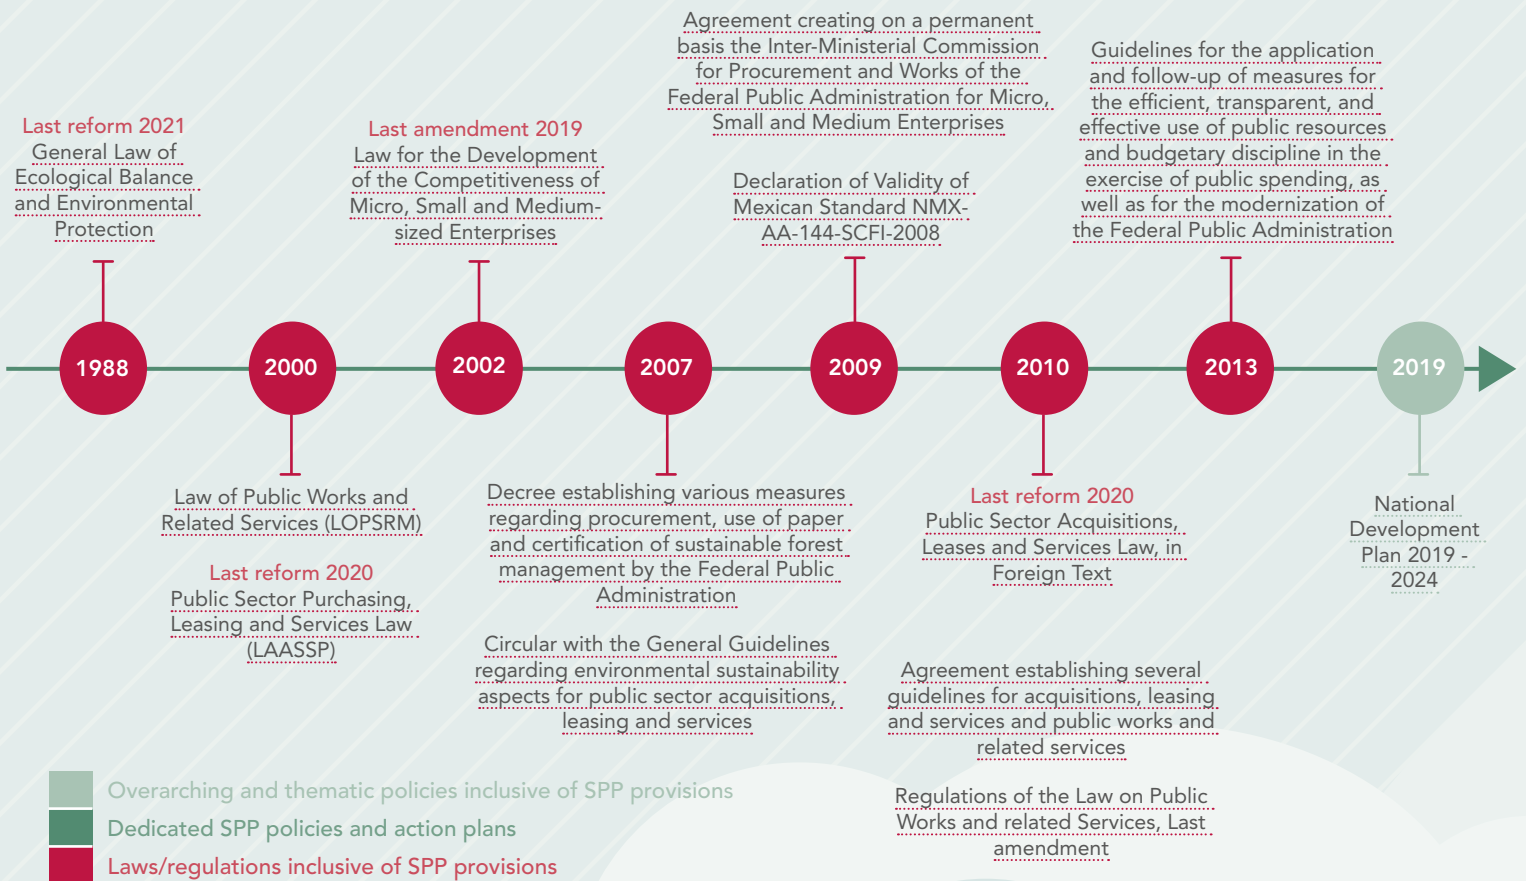 Last reform 2021
General Law of
Ecological Balance
and Environmental
Protection
Last amendment 2019
Law for the Development
of the Competitiveness of
Micro, Small and Medium-
sized Enterprises
Agreement creating on a permanent
basis the Inter-Ministerial Commission
for Procurement and Works of the
Federal Public Administration for Micro,
Small and Medium Enterprises
Declaration of Validity of
Mexican Standard NMX-
AA-144-SCFI-2008
Guidelines for the application
and follow-up of measures for
the efficient, transparent, and
effective use of public resources
and budgetary discipline in the
exercise of public spending, as
well as for the modernization of
the Federal Public Administration
1988
2000
2002
2007
2009
2010
2013
2019
Law of Public Works and
Related Services (LOPSRM)
Last reform 2020
Public Sector Purchasing,
Leasing and Services Law
(LAASSP)
Decree establishing various measures
regarding procurement, use of paper
and certification of sustainable forest
management by the Federal Public
Administration
Circular with the General Guidelines
regarding environmental sustainability
aspects for public sector acquisitions,
leasing and services
Last reform 2020
Public Sector Acquisitions,
Leases and Services Law, in
Foreign Text
Agreement establishing several
guidelines for acquisitions, leasing
and services and public works and
related services
Regulations of the Law on Public
Works and related Services, Last
amendment
National
Development
Plan 2019 -
2024
Overarching and thematic policies inclusive of SPP provisions
Dedicated SPP policies and action plans
Laws/regulations inclusive of SPP provisions